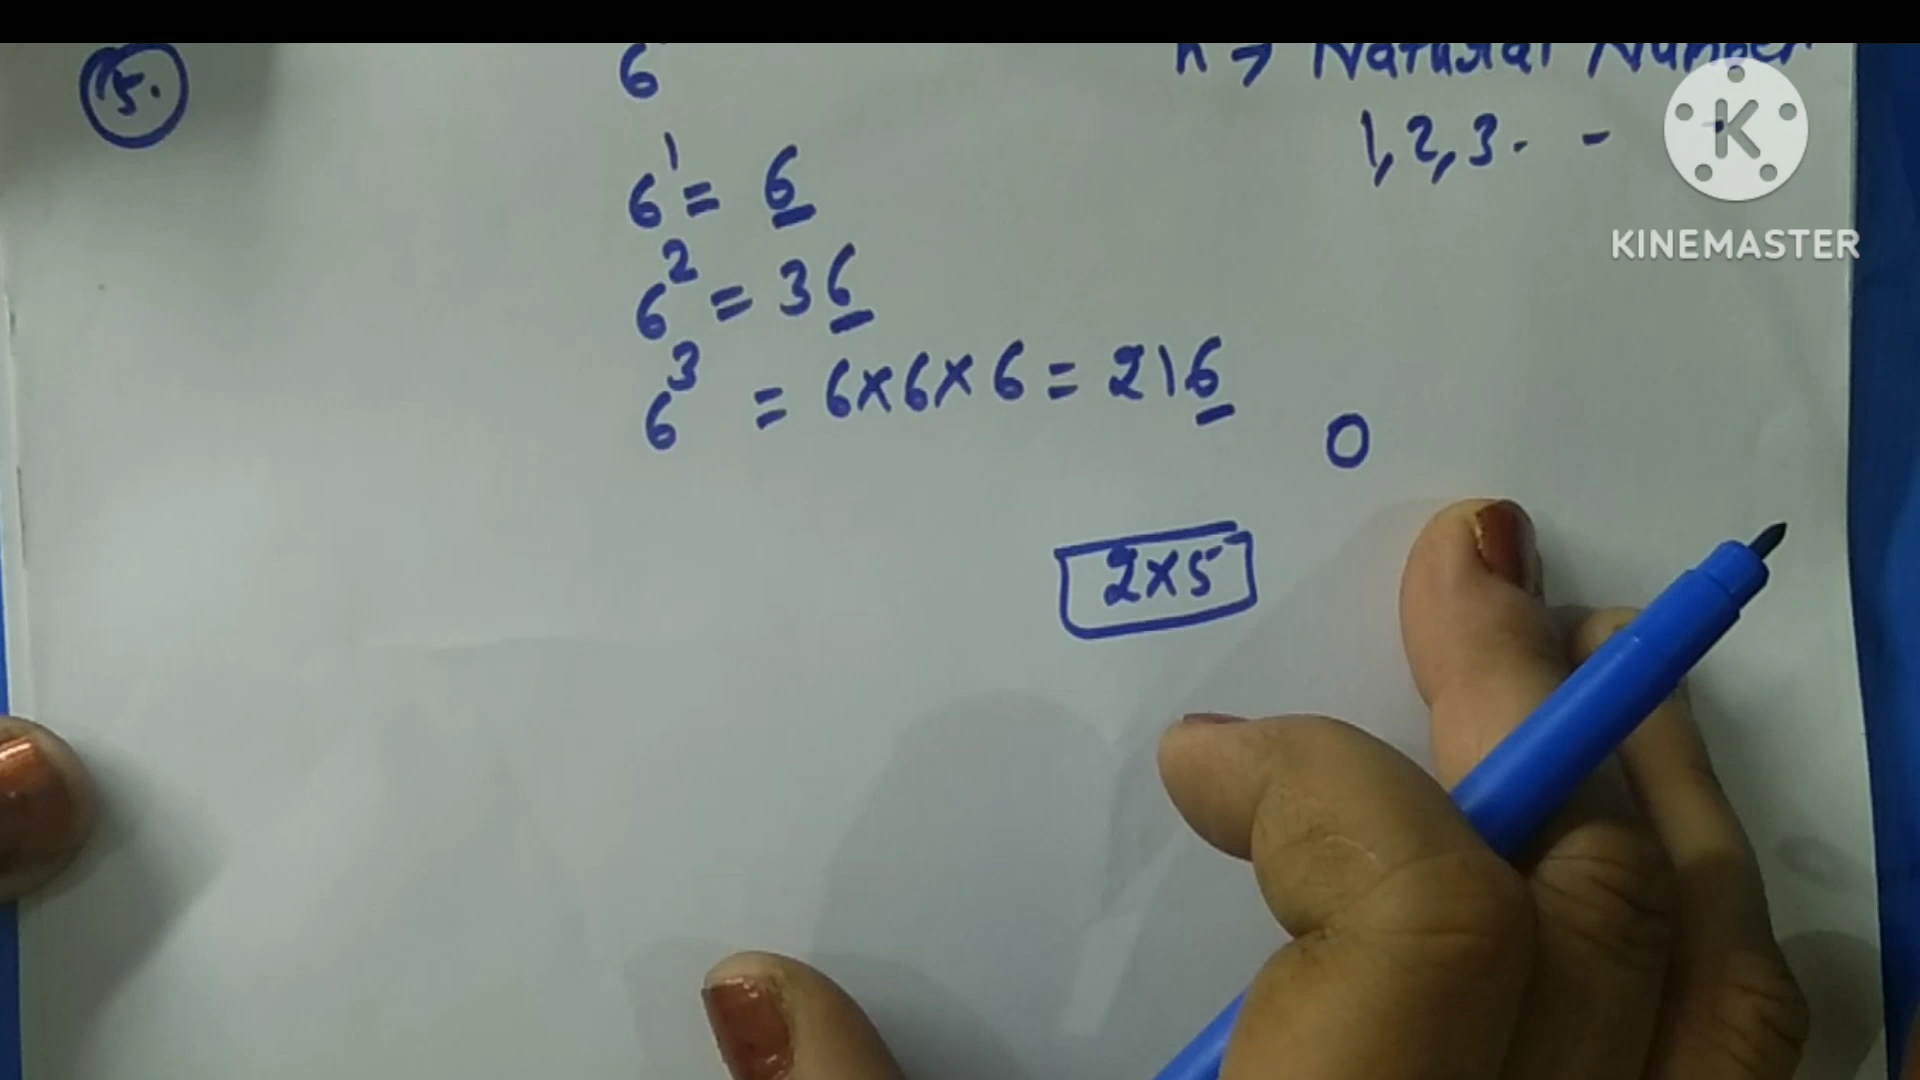 15.
6
n → Natural Number
1, 2, 3. -
6¹ = 6
6² = 36
6³ = 6×6×6 = 216
0
2×5
K
KINEMASTER